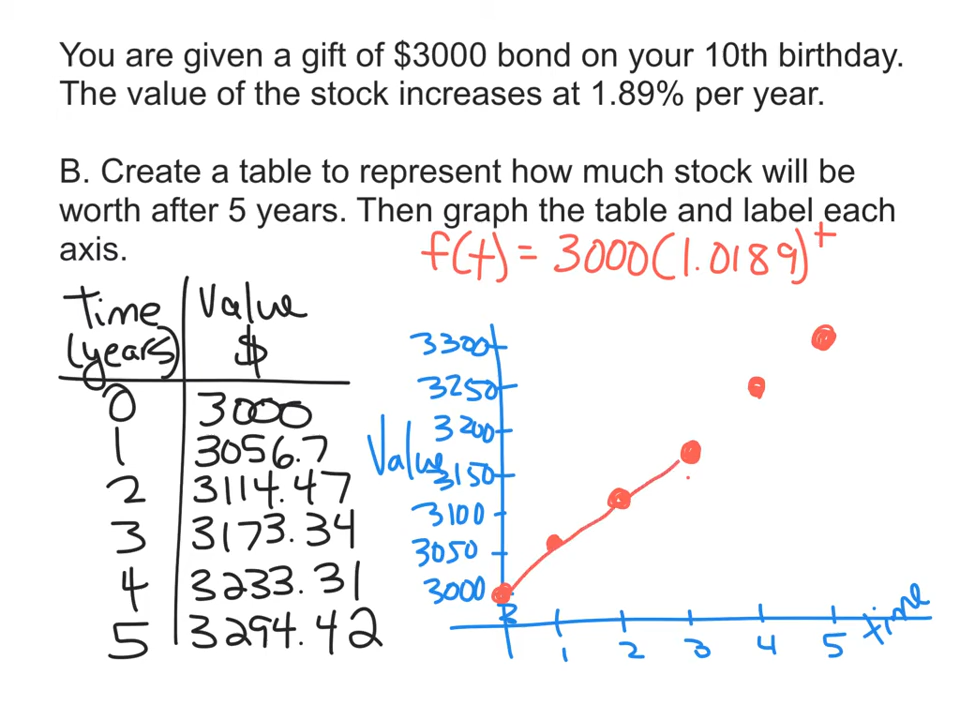 You are given a gift of $3000 bond on your 10th birthday.
The value of the stock increases at 1.89% per year.
B. Create a table to represent how much stock will be
worth after 5 years. Then graph the table and label each
axis.
f(t) = 3000(1.0189)^t
Time (years) | Value $
0 | 3000
1 | 3056.7
2 | 3114.47
3 | 3173.34
4 | 3233.31
5 | 3294.42
Value
3300
3250
3200
3150
3100
3050
3000
1 2 3 4 5
time